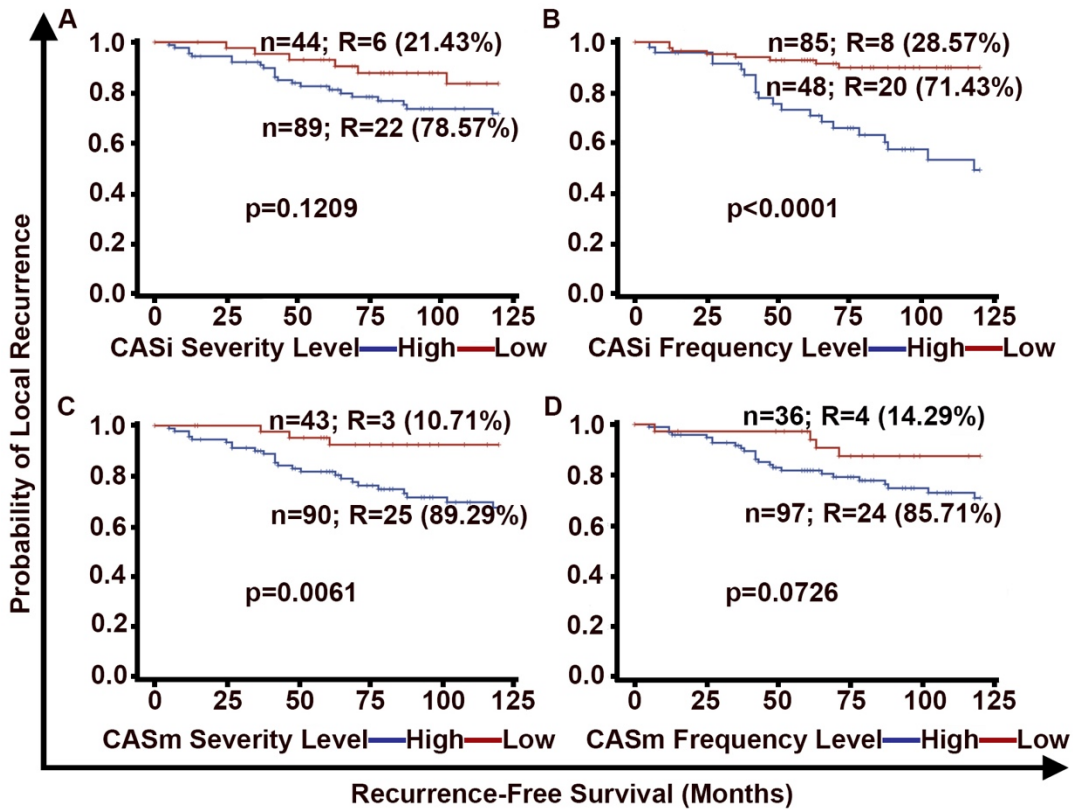 Probability of Local Recurrence
A
1.0
0.8
0.6
0.4
0.2
0.0
n=44; R=6 (21.43%)
n=89; R=22 (78.57%)
p=0.1209
0 25 50 75 100 125
CASi Severity Level High Low
B
1.0
0.8
0.6
0.4
0.2
0.0
n=85; R=8 (28.57%)
n=48; R=20 (71.43%)
p<0.0001
0 25 50 75 100 125
CASi Frequency Level High Low
C
1.0
0.8
0.6
0.4
0.2
0.0
n=43; R=3 (10.71%)
n=90; R=25 (89.29%)
p=0.0061
0 25 50 75 100 125
CASm Severity Level High Low
D
1.0
0.8
0.6
0.4
0.2
0.0
n=36; R=4 (14.29%)
n=97; R=24 (85.71%)
p=0.0726
0 25 50 75 100 125
CASm Frequency Level High Low
Recurrence-Free Survival (Months)